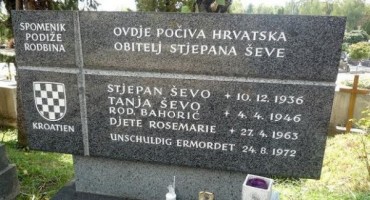 SPOMENIK
PODIŽE
RODBINA
OVDJE POČIVA HRVATSKA
OBITELJ STJEPANA ŠEVE
KROATIEN
STJEPAN ŠEVO + 10. 12. 1936
TANJA ŠEVO
ROD. BAHORIĆ + 4. 4. 1946
DJETE ROSEMARIE + 27. 4. 1963
UNSCHULDIG ERMORDET 24. 8. 1972